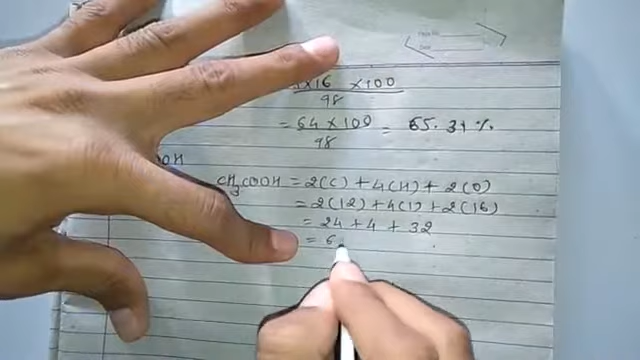 ×16 ×100
98
= 64×100 = 65.31%
98
OH
CH3COOH = 2(C) + 4(H) + 2(O)
= 2(12) + 4(1) + 2(16)
= 24 + 4 + 32
= 6